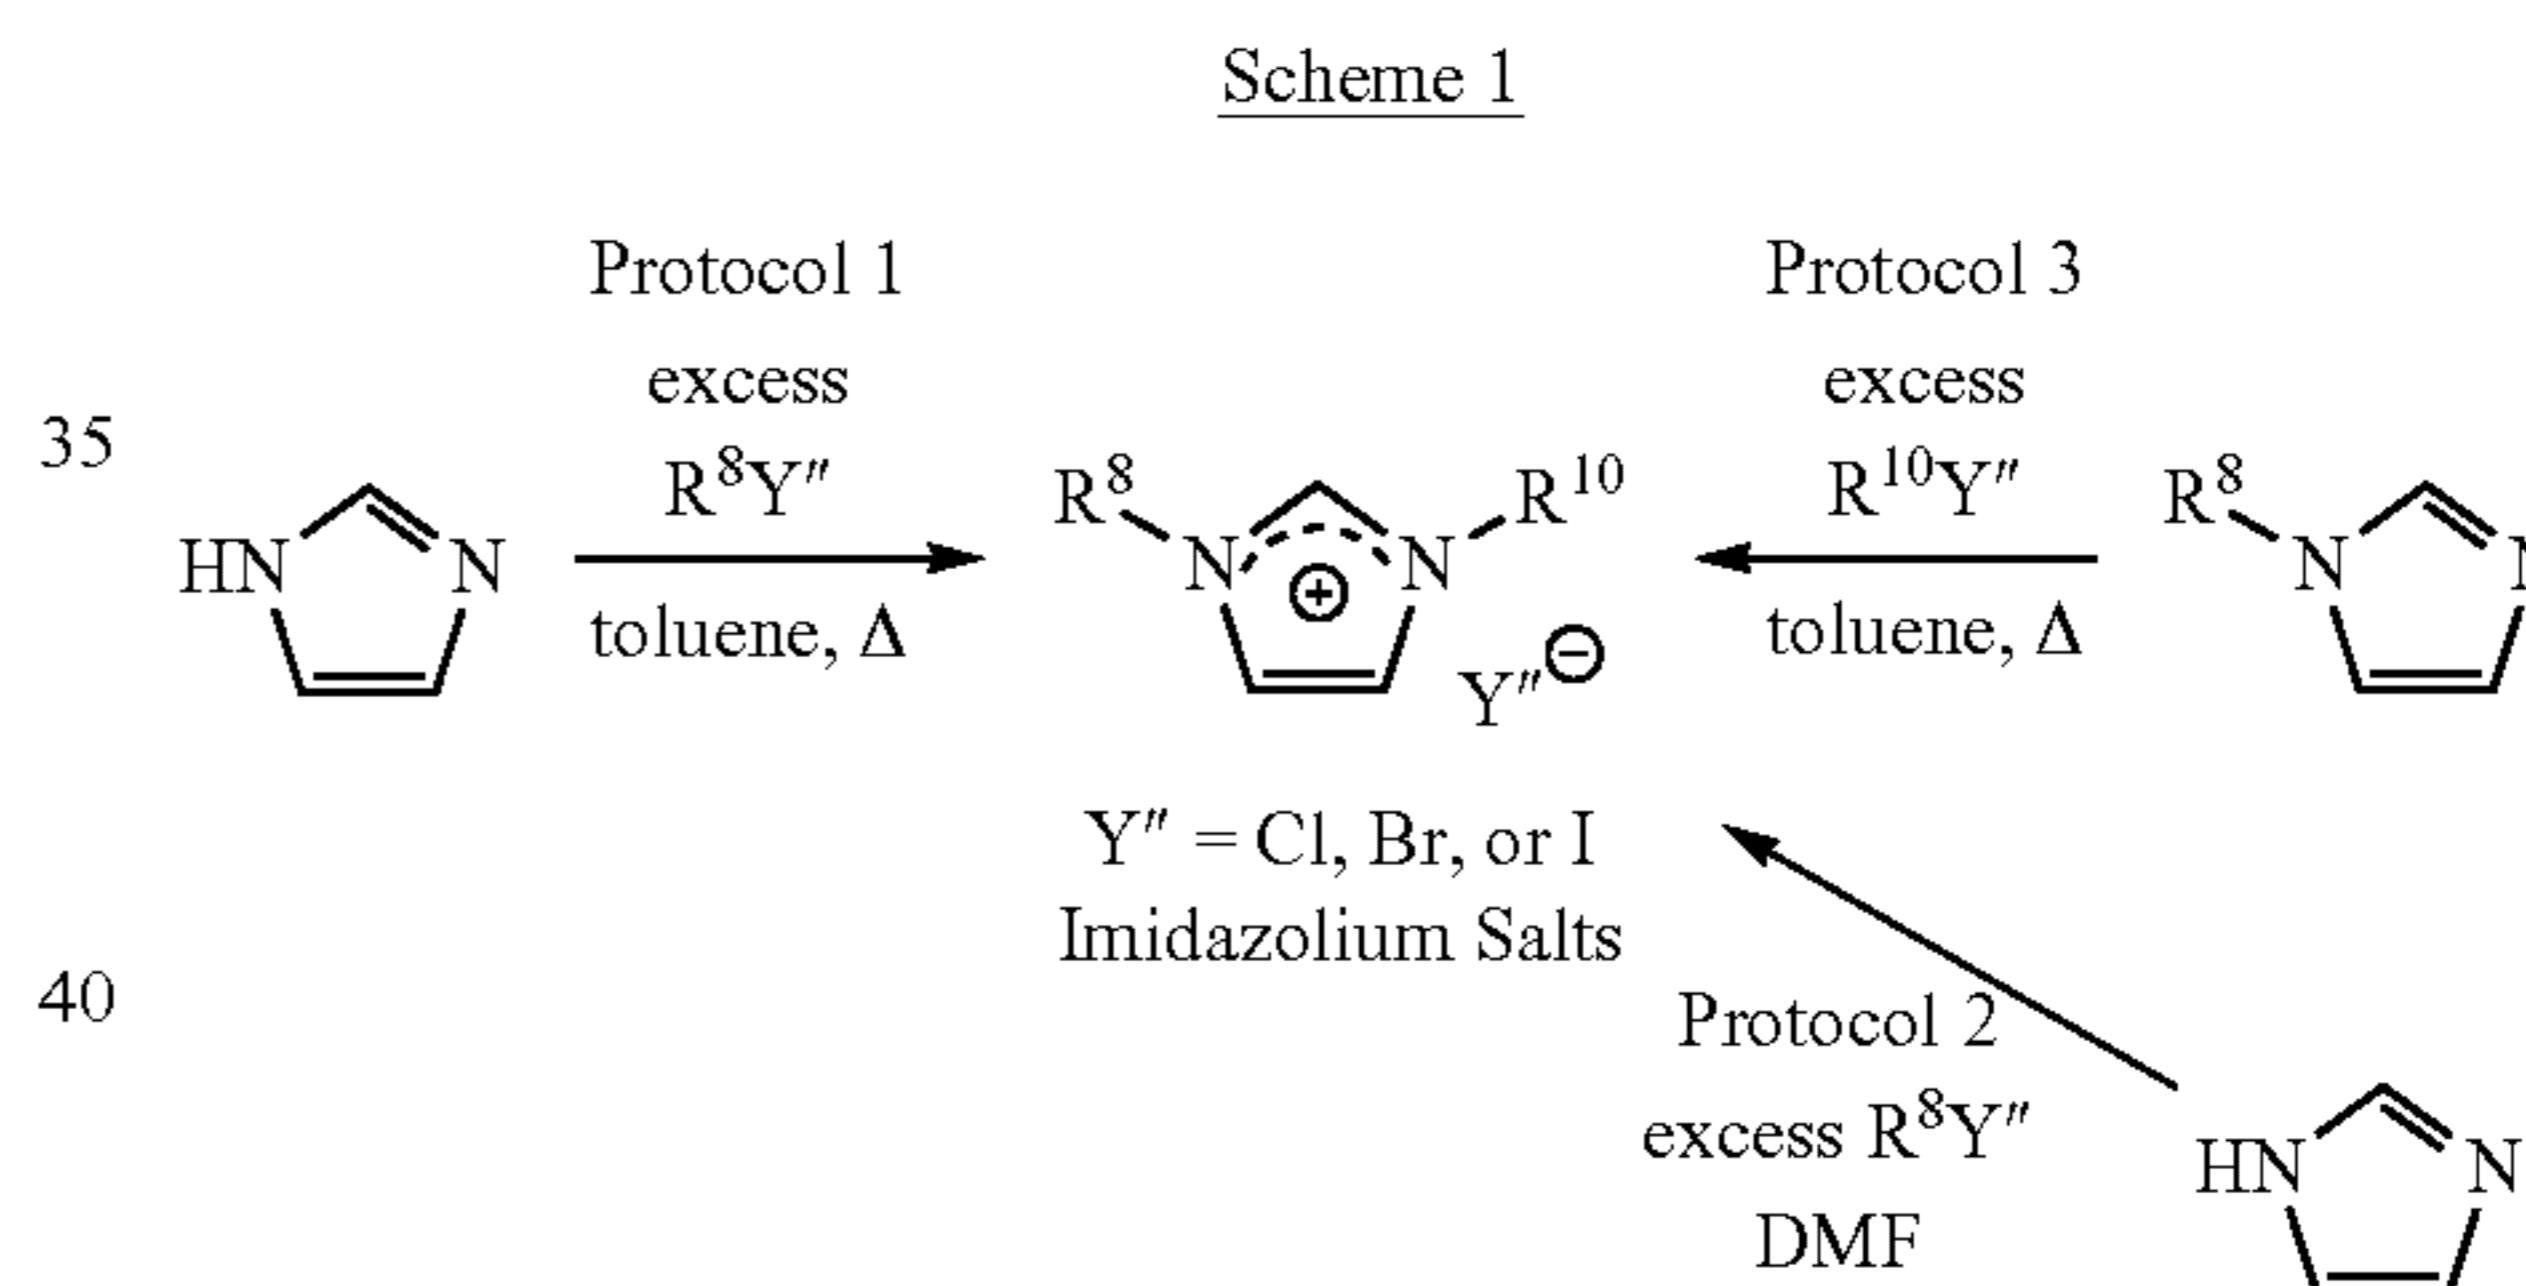 Scheme 1
Protocol 1
excess
R⁸Y″
toluene, Δ
Protocol 3
excess
R¹⁰Y″
toluene, Δ
35
HN N
R⁸ N N R¹⁰
⊕
Y″ ⊖
R⁸ N
Y″ = Cl, Br, or I
Imidazolium Salts
40
Protocol 2
excess R⁸Y″
DMF
HN N